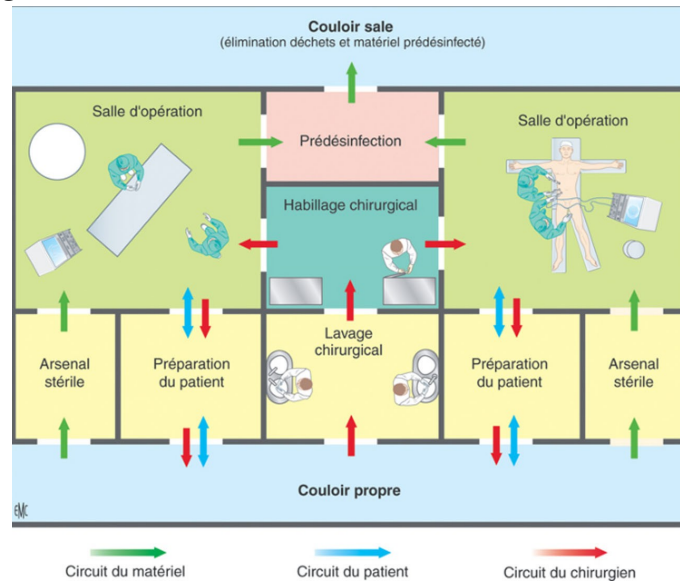 Couloir sale
(élimination déchets et matériel prédésinfecté)
Salle d'opération
Prédésinfection
Salle d'opération
Habillage chirurgical
Arsenal
stérile
Préparation
du patient
Lavage
chirurgical
Préparation
du patient
Arsenal
stérile
Couloir propre
EMC
Circuit du matériel
Circuit du patient
Circuit du chirurgien